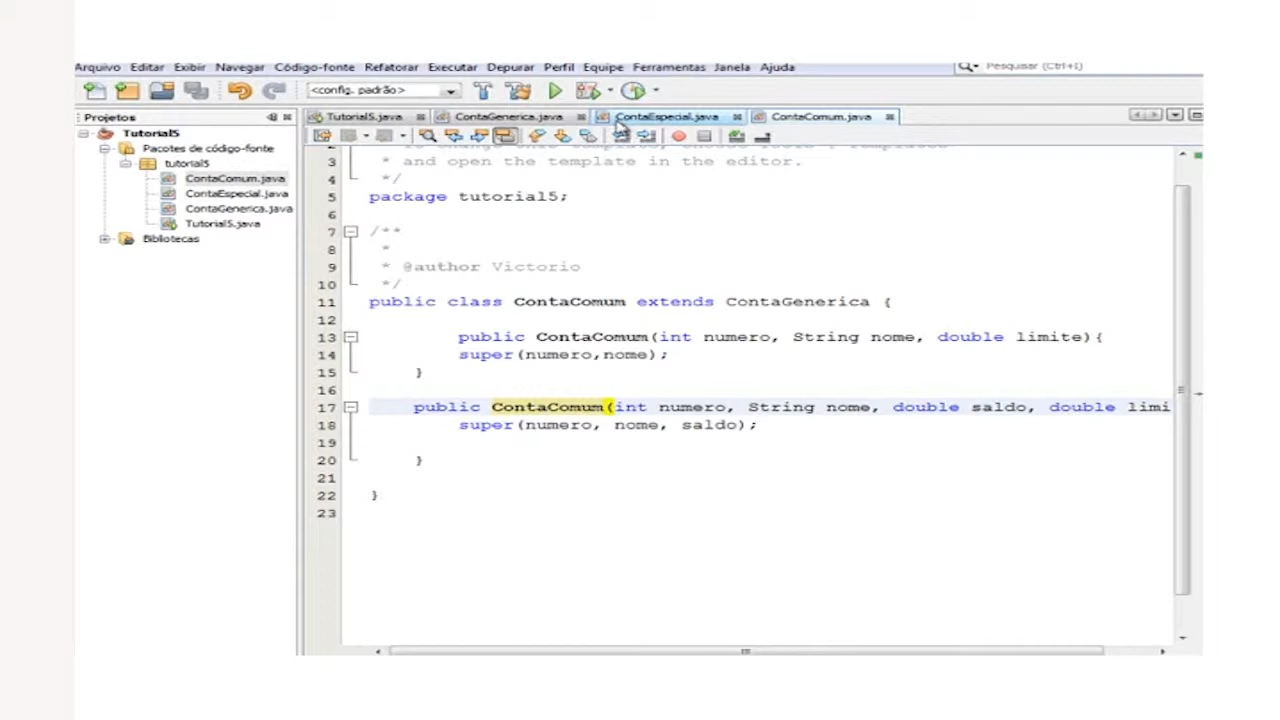 Arquivo Editar Exibir Navegar Código-fonte Refatorar Executar Depurar Perfil Equipe Ferramentas Janela Ajuda
Pesquisar (Ctrl+I)
<config. padrão>
Projetos
Tutorial5.java ContaGenerica.java ContaEspecial.java ContaComum.java
Tutorial5
Pacotes de código-fonte
tutorial5
ContaComum.java
ContaEspecial.java
ContaGenerica.java
Tutorial5.java
Bibliotecas
2
3 * and open the template in the editor.
4 */
5 package tutorial5;
6
7 /**
8 *
9 * @author Victorio
10 */
11 public class ContaComum extends ContaGenerica {
12
13 public ContaComum(int numero, String nome, double limite){
14 super(numero,nome);
15 }
16
17 public ContaComum(int numero, String nome, double saldo, double limi
18 super(numero, nome, saldo);
19
20 }
21
22 }
23